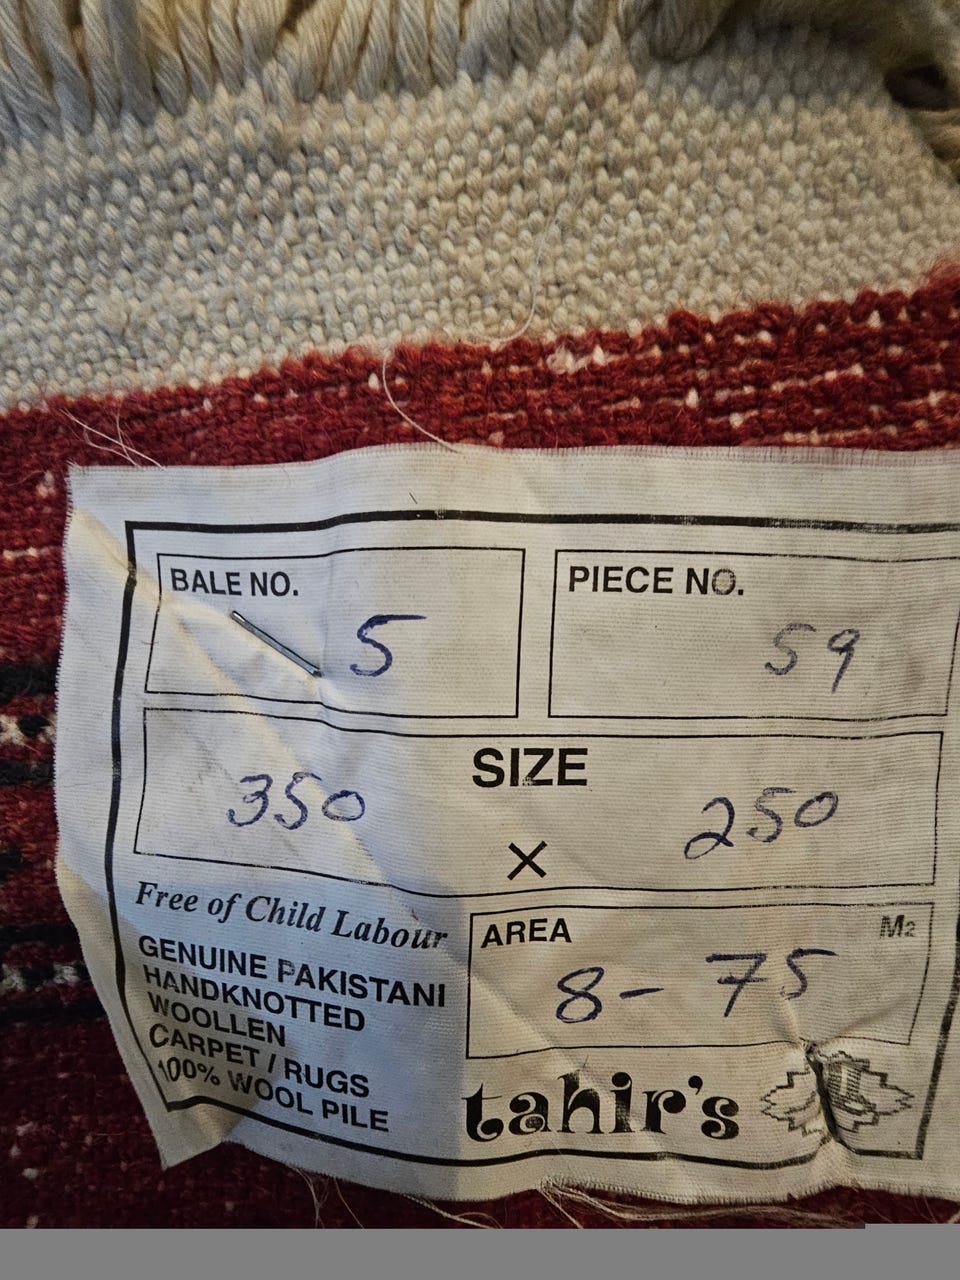 BALE NO.
5
PIECE NO.
59
SIZE
350 × 250
Free of Child Labour
GENUINE PAKISTANI
HANDKNOTTED
WOOLLEN
CARPET / RUGS
100% WOOL PILE
AREA M2
8- 75
tahir's